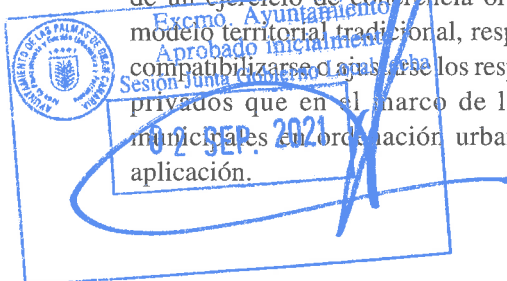 de un ejercicio de coherencia
modelo territorial tradicional, resp
compatibilizarse o ajustarse los resp
privados que en el marco de l
municipales en ordenación urba
aplicación.
AYUNTAMIENTO DE LAS PALMAS DE GRAN CANARIA
Excmo. Ayuntamiento
Aprobado inicialmente
Sesión Junta Gobierno Local fecha
02 SEP. 2021